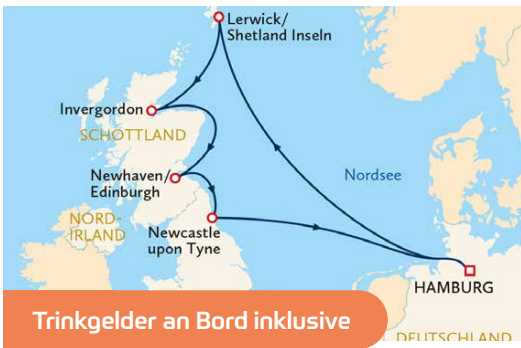 Lerwick/
Shetland Inseln
Invergordon
SCHOTTLAND
Nordsee
Newhaven/
Edinburgh
NORD-
IRLAND
Newcastle
upon Tyne
HAMBURG
Trinkgelder an Bord inklusive
DEUTSCHLAND